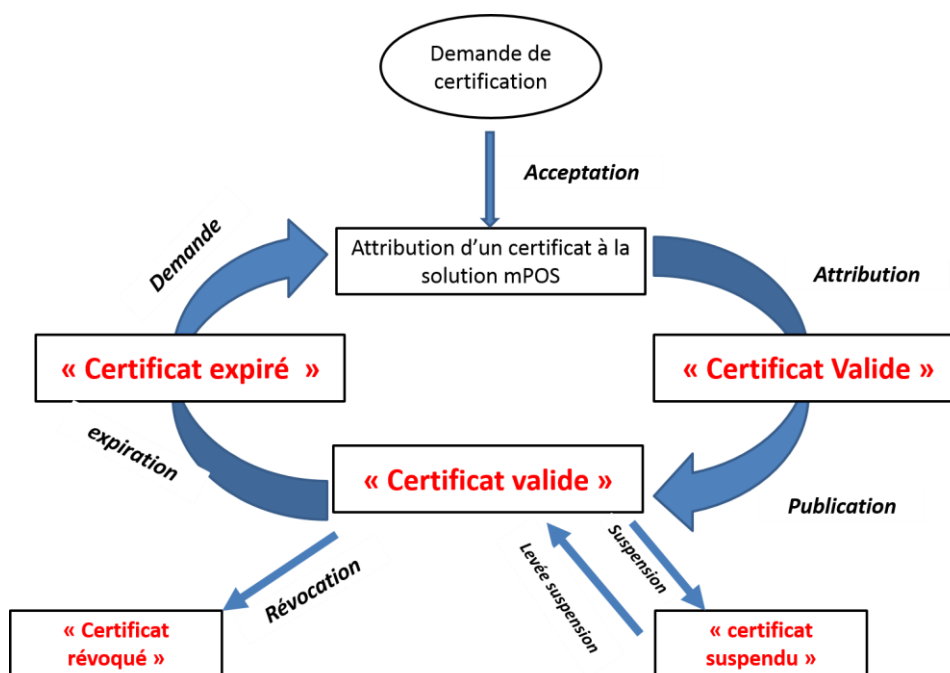 Demande de
certification
Acceptation
Demande
Attribution d’un certificat à la
solution mPOS
Attribution
« Certificat expiré »
« Certificat Valide »
expiration
« Certificat valide »
Publication
Révocation
Levée suspension
Suspension
« Certificat
révoqué »
« certificat
suspendu »